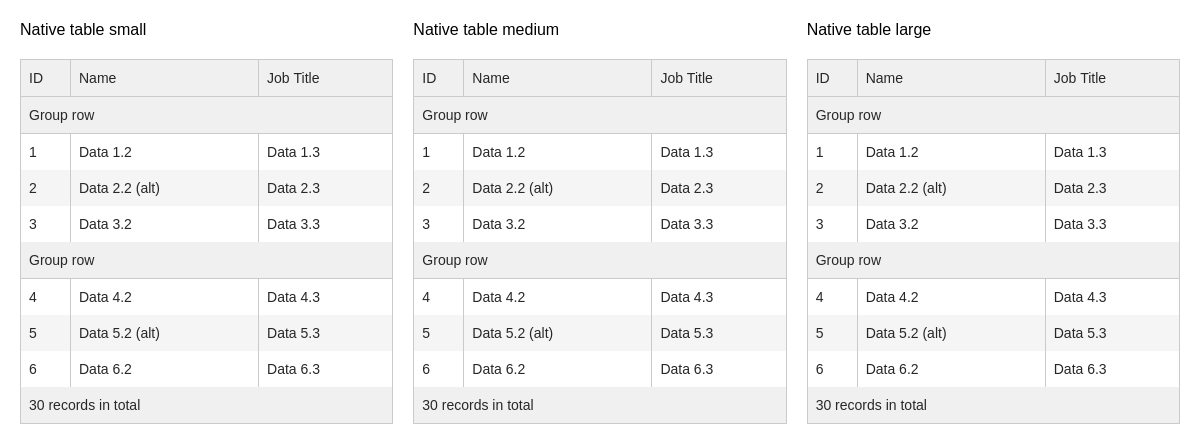 Native table small
ID Name Job Title
Group row
1 Data 1.2 Data 1.3
2 Data 2.2 (alt) Data 2.3
3 Data 3.2 Data 3.3
Group row
4 Data 4.2 Data 4.3
5 Data 5.2 (alt) Data 5.3
6 Data 6.2 Data 6.3
30 records in total
Native table medium
ID Name Job Title
Group row
1 Data 1.2 Data 1.3
2 Data 2.2 (alt) Data 2.3
3 Data 3.2 Data 3.3
Group row
4 Data 4.2 Data 4.3
5 Data 5.2 (alt) Data 5.3
6 Data 6.2 Data 6.3
30 records in total
Native table large
ID Name Job Title
Group row
1 Data 1.2 Data 1.3
2 Data 2.2 (alt) Data 2.3
3 Data 3.2 Data 3.3
Group row
4 Data 4.2 Data 4.3
5 Data 5.2 (alt) Data 5.3
6 Data 6.2 Data 6.3
30 records in total